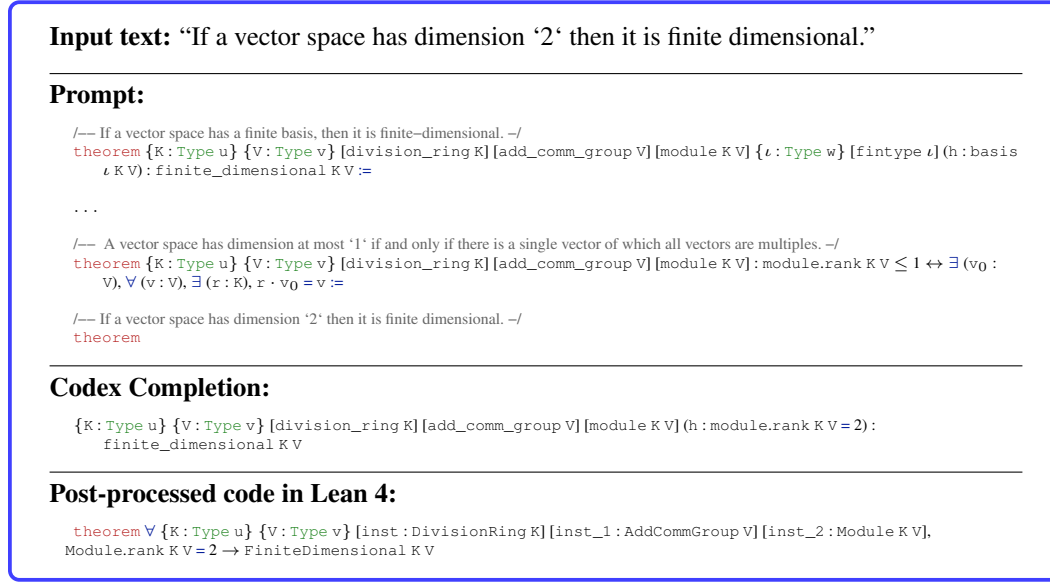 Input text: “If a vector space has dimension ‘2‘ then it is finite dimensional.”
Prompt:
/−− If a vector space has a finite basis, then it is finite−dimensional. −/
theorem {K : Type u} {V : Type v} [division_ring K] [add_comm_group V] [module K V] {ι : Type w} [fintype ι] (h : basis
ι K V) : finite_dimensional K V :=
. . .
/−− A vector space has dimension at most ‘1‘ if and only if there is a single vector of which all vectors are multiples. −/
theorem {K : Type u} {V : Type v} [division_ring K] [add_comm_group V] [module K V] : module.rank K V ≤ 1 ↔ ∃ (v₀ :
V), ∀ (v : V), ∃ (r : K), r · v₀ = v :=
/−− If a vector space has dimension ‘2‘ then it is finite dimensional. −/
theorem
Codex Completion:
{K : Type u} {V : Type v} [division_ring K] [add_comm_group V] [module K V] (h : module.rank K V = 2) :
finite_dimensional K V
Post-processed code in Lean 4:
theorem ∀ {K : Type u} {V : Type v} [inst : DivisionRing K] [inst_1 : AddCommGroup V] [inst_2 : Module K V],
Module.rank K V = 2 → FiniteDimensional K V